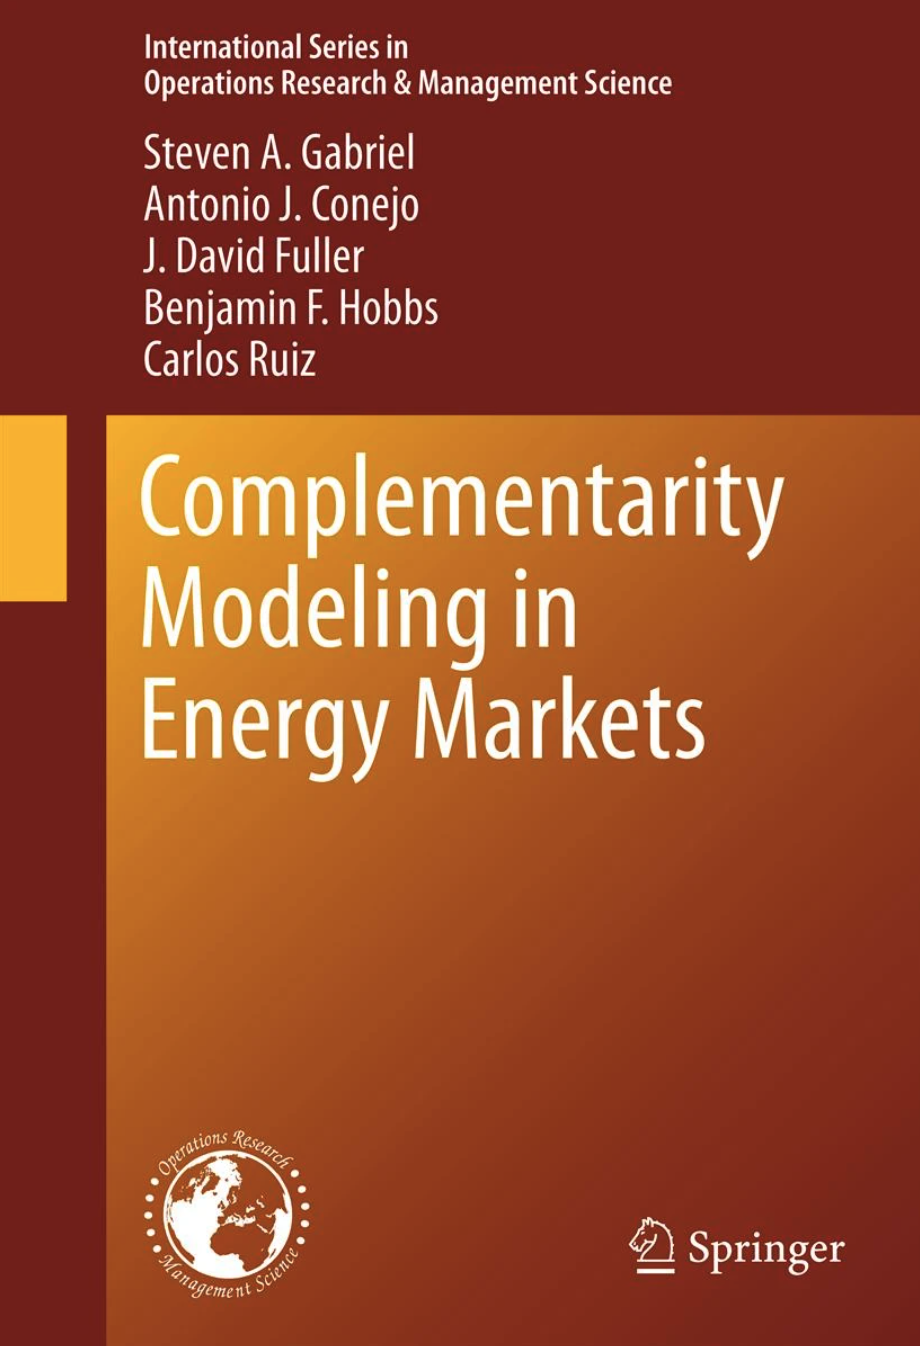 International Series in
Operations Research & Management Science
Steven A. Gabriel
Antonio J. Conejo
J. David Fuller
Benjamin F. Hobbs
Carlos Ruiz
Complementarity
Modeling in
Energy Markets
Operations Research
Management Science
Springer